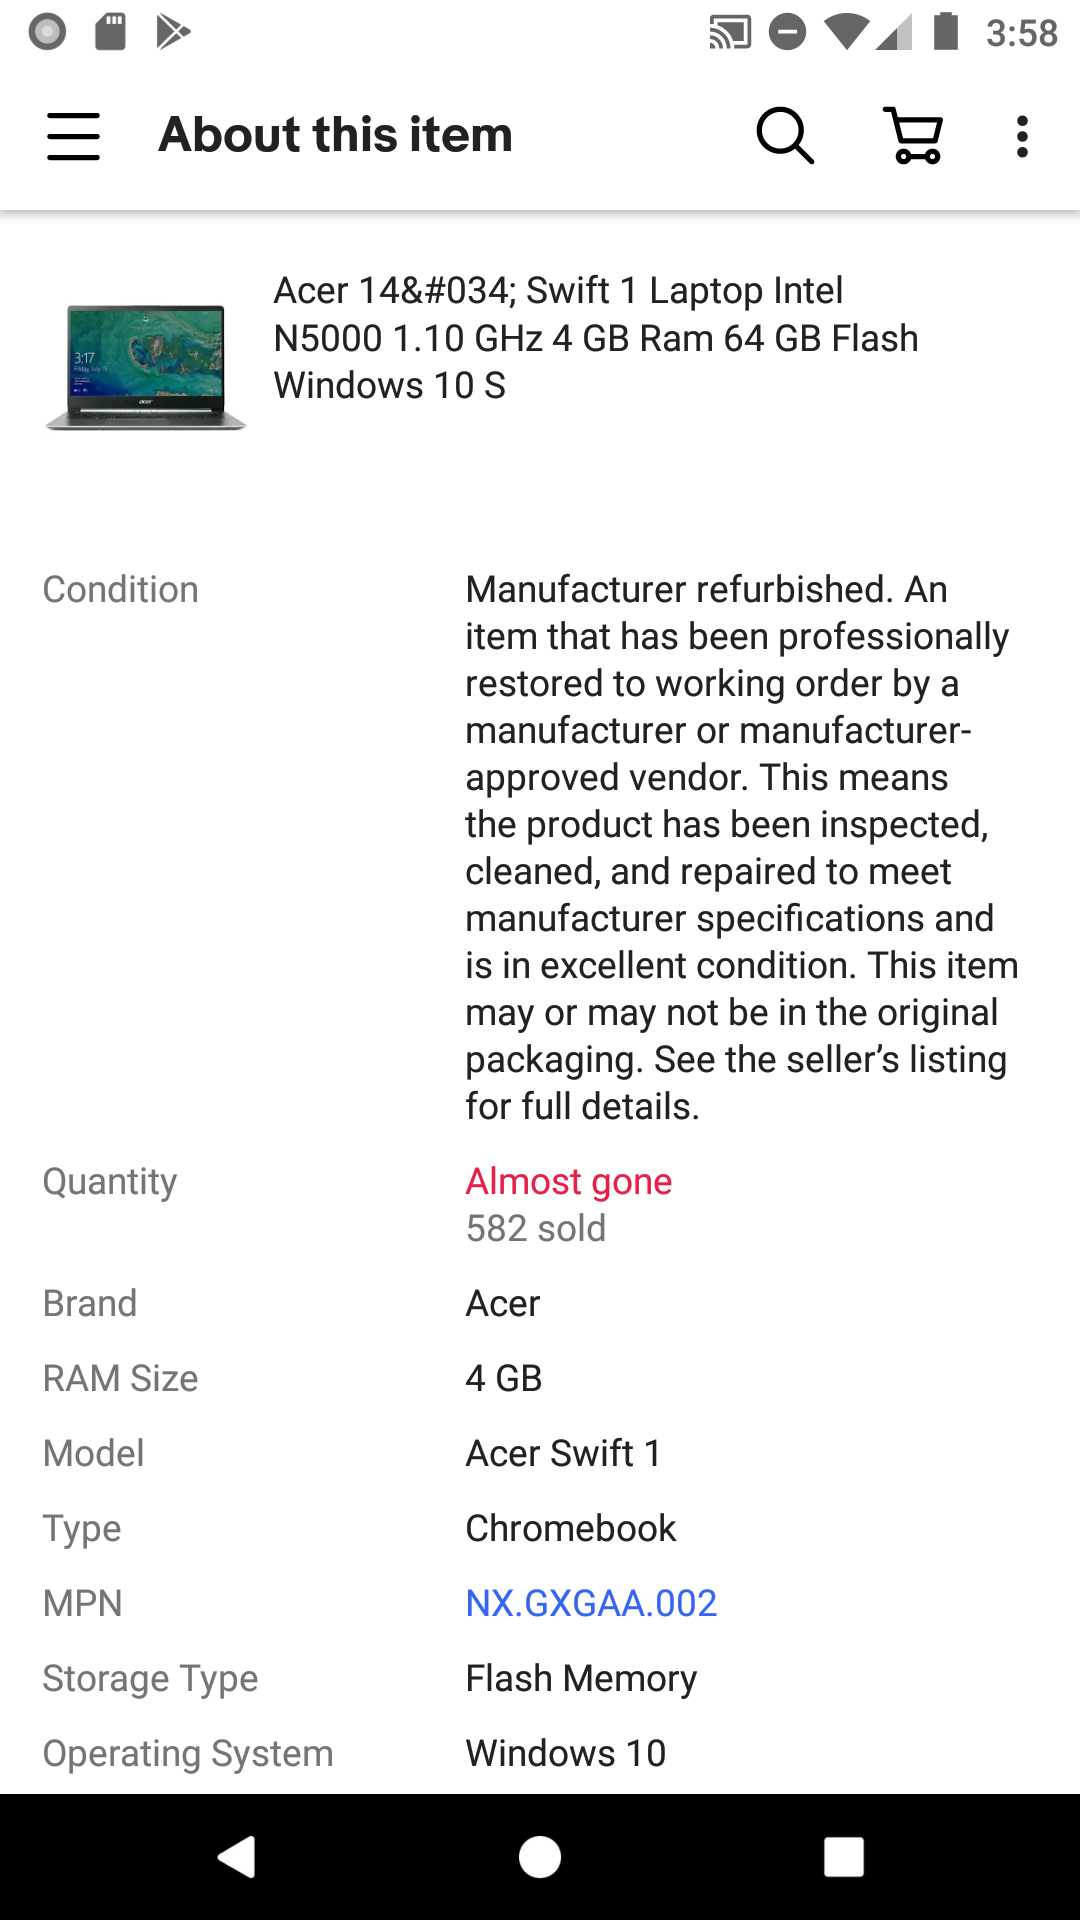 3:58
About this item
Acer 14&#034; Swift 1 Laptop Intel
N5000 1.10 GHz 4 GB Ram 64 GB Flash
Windows 10 S
3:17
acer
Condition
Manufacturer refurbished. An
item that has been professionally
restored to working order by a
manufacturer or manufacturer-
approved vendor. This means
the product has been inspected,
cleaned, and repaired to meet
manufacturer specifications and
is in excellent condition. This item
may or may not be in the original
packaging. See the seller’s listing
for full details.
Quantity
Almost gone
582 sold
Brand
Acer
RAM Size
4 GB
Model
Acer Swift 1
Type
Chromebook
MPN
NX.GXGAA.002
Storage Type
Flash Memory
Operating System
Windows 10